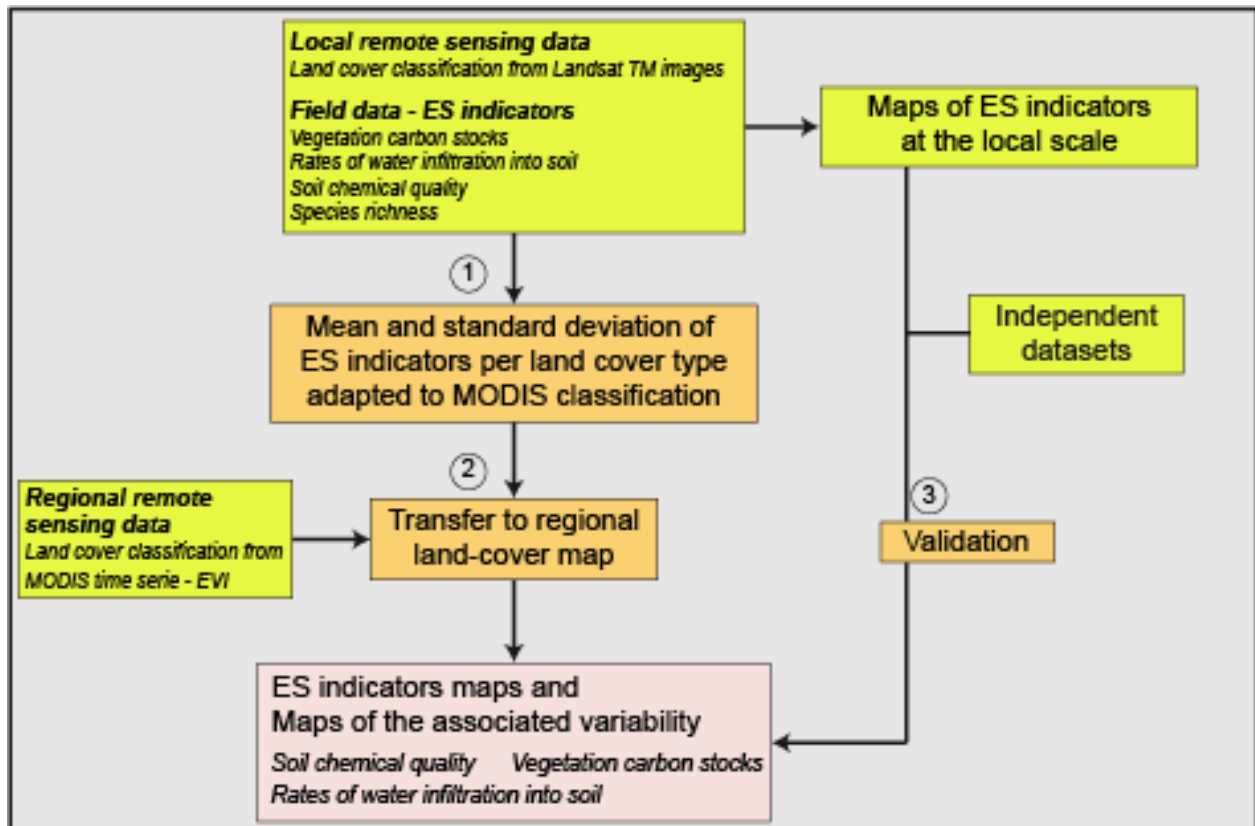 Local remote sensing data
Land cover classification from Landsat TM images
Field data - ES indicators
Vegetation carbon stocks
Rates of water infiltration into soil
Soil chemical quality
Species richness
Maps of ES indicators
at the local scale
1
Mean and standard deviation of
ES indicators per land cover type
adapted to MODIS classification
Independent
datasets
2
Regional remote
sensing data
Land cover classification from
MODIS time serie - EVI
Transfer to regional
land-cover map
3
Validation
ES indicators maps and
Maps of the associated variability
Soil chemical quality Vegetation carbon stocks
Rates of water infiltration into soil